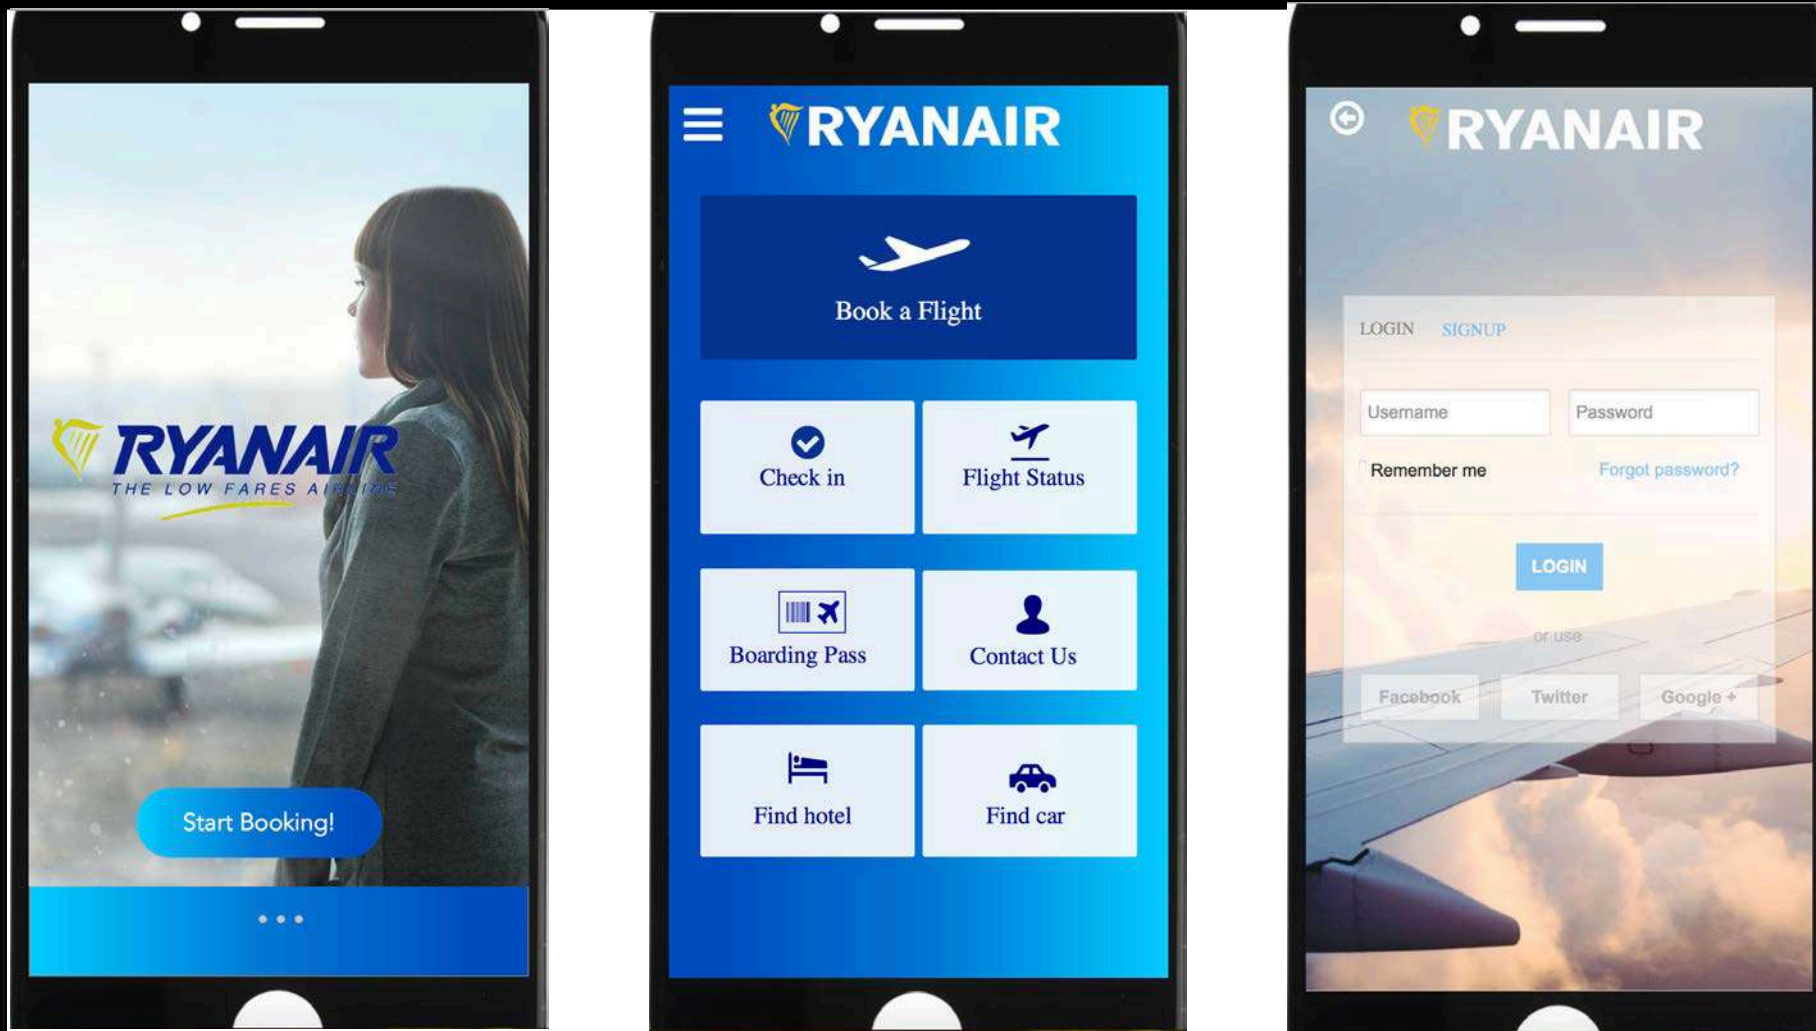 RYANAIR
THE LOW FARES AIRLINE
Start Booking!
RYANAIR
Book a Flight
Check in
Flight Status
Boarding Pass
Contact Us
Find hotel
Find car
RYANAIR
LOGIN SIGNUP
Username Password
Remember me Forgot password?
LOGIN
or use
Facebook Twitter Google +